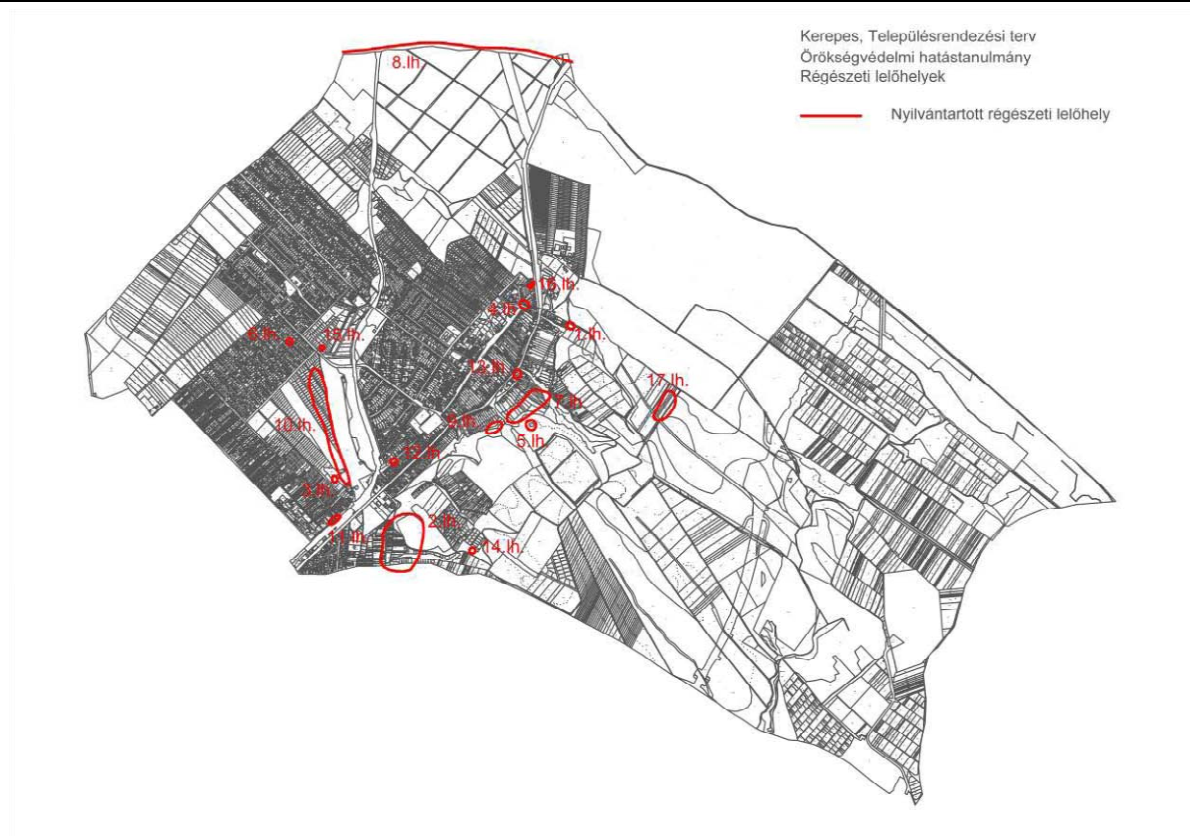 Kerepes, Településrendezési terv
Örökségvédelmi hatástanulmány
Régészeti lelőhelyek
Nyilvántartott régészeti lelőhely
8.lh.
16.lh.
4.lh.
1.lh.
6.lh.
15.lh.
13.lh.
17.lh.
7.lh.
10.lh.
9.lh.
5.lh.
12.lh.
3.lh.
2.lh.
11.lh.
14.lh.